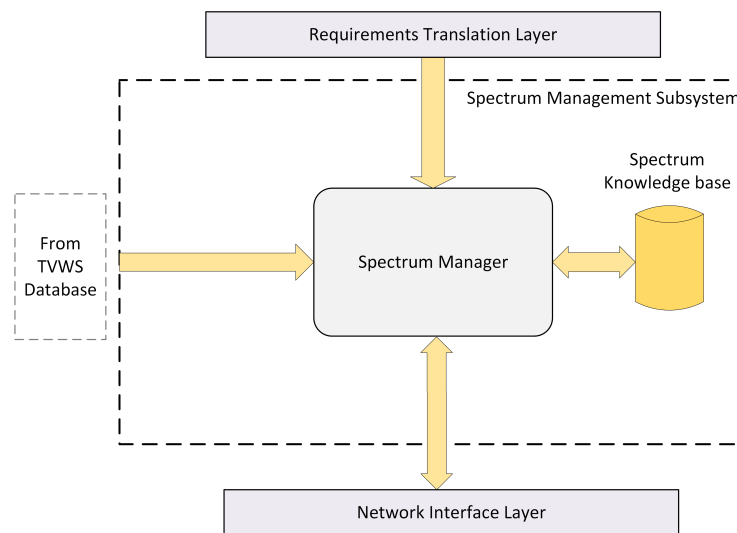 Requirements Translation Layer
Spectrum Management Subsystem
Spectrum
Knowledge base
From
TVWS
Database
Spectrum Manager
Network Interface Layer